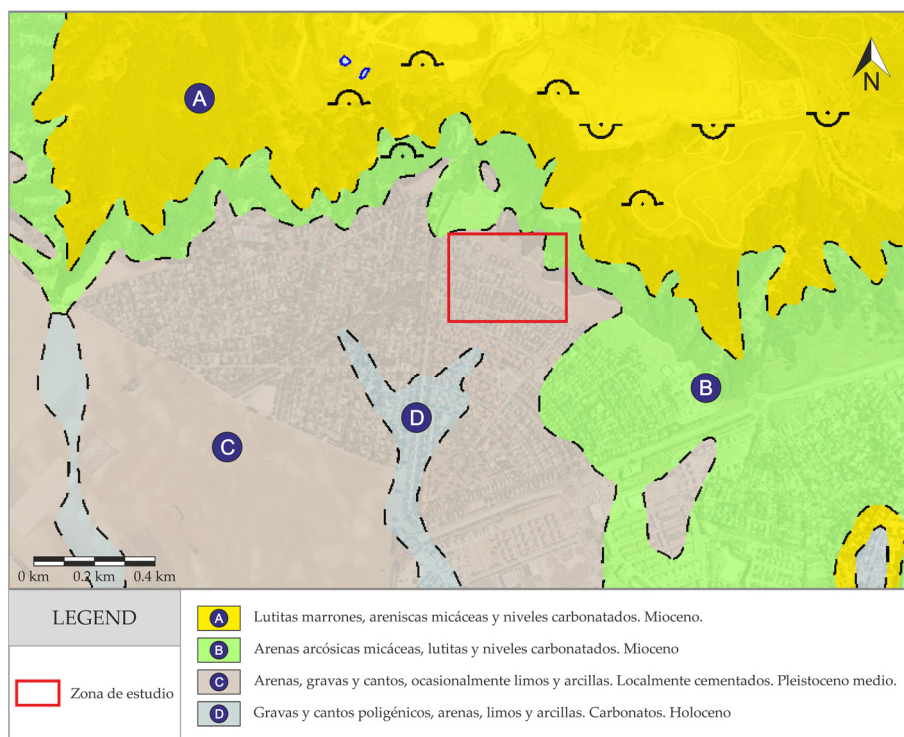 A
N
B
D
C
0 km 0.2 km 0.4 km
LEGEND
Zona de estudio
A Lutitas marrones, areniscas micáceas y niveles carbonatados. Mioceno.
B Arenas arcósicas micáceas, lutitas y niveles carbonatados. Mioceno
C Arenas, gravas y cantos, ocasionalmente limos y arcillas. Localmente cementados. Pleistoceno medio.
D Gravas y cantos poligénicos, arenas, limos y arcillas. Carbonatos. Holoceno